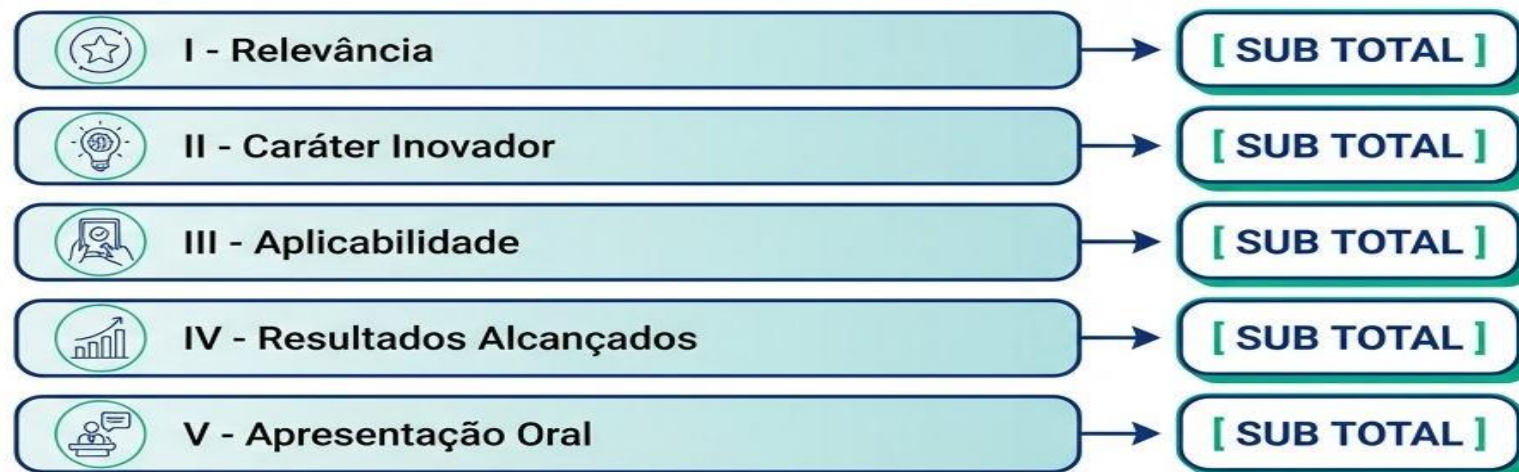 I - Relevância
[ SUB TOTAL ]
II - Caráter Inovador
[ SUB TOTAL ]
III - Aplicabilidade
[ SUB TOTAL ]
IV - Resultados Alcançados
[ SUB TOTAL ]
V - Apresentação Oral
[ SUB TOTAL ]